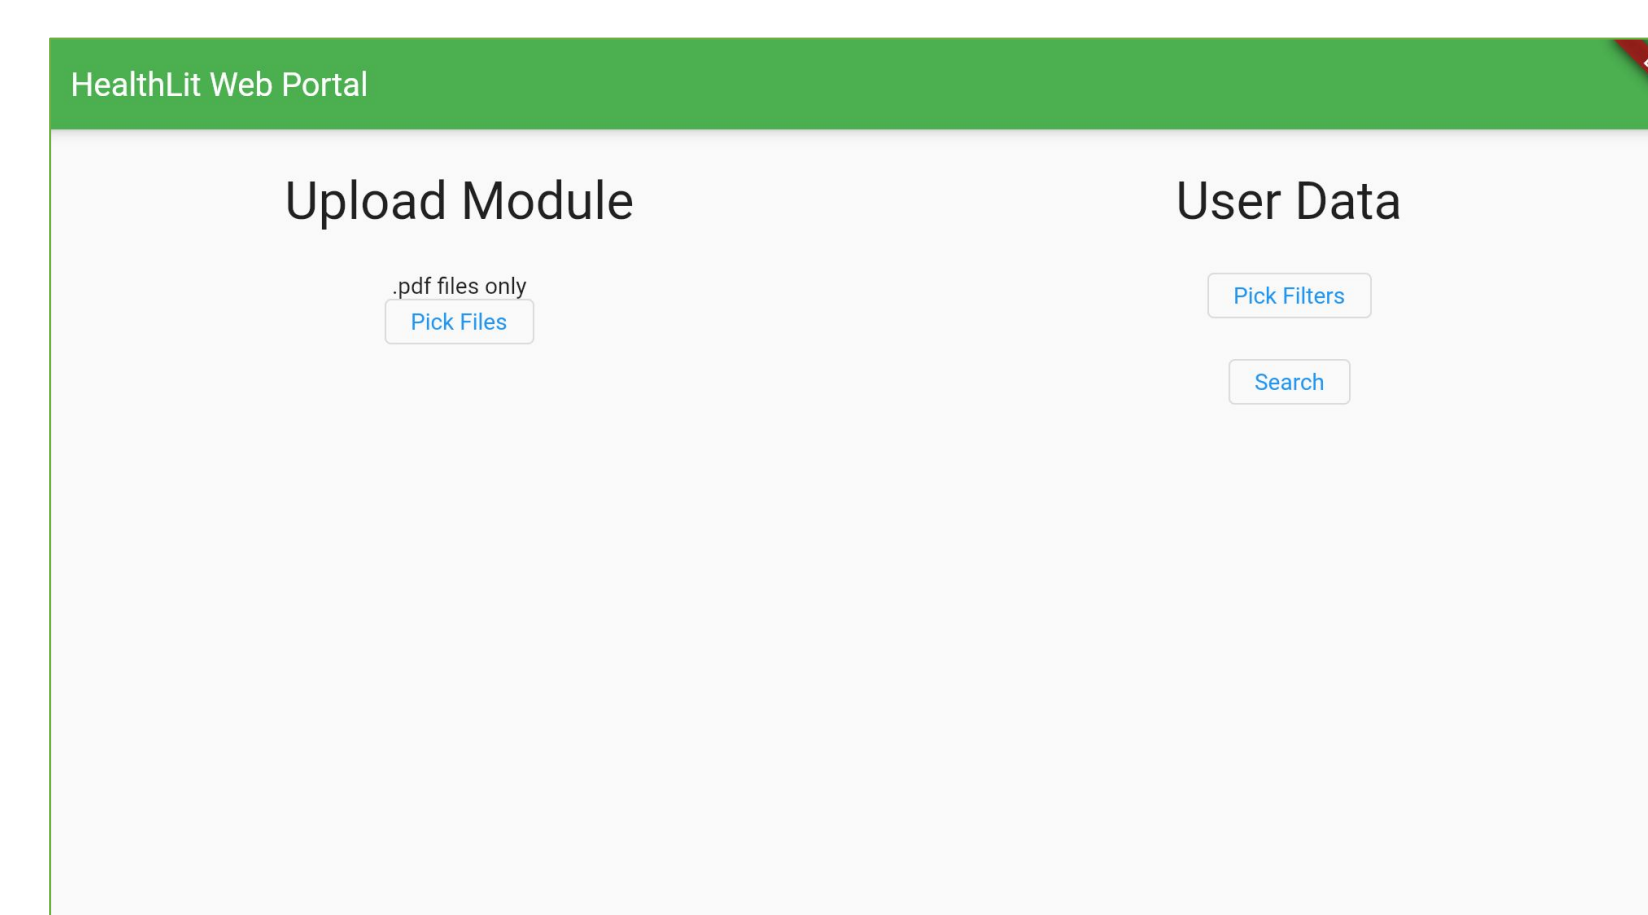 HealthLit Web Portal
Upload Module
.pdf files only
Pick Files
User Data
Pick Filters
Search